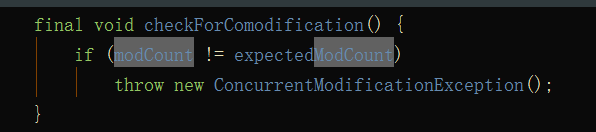 final void checkForComodification() {
if (modCount != expectedModCount)
throw new ConcurrentModificationException();
}